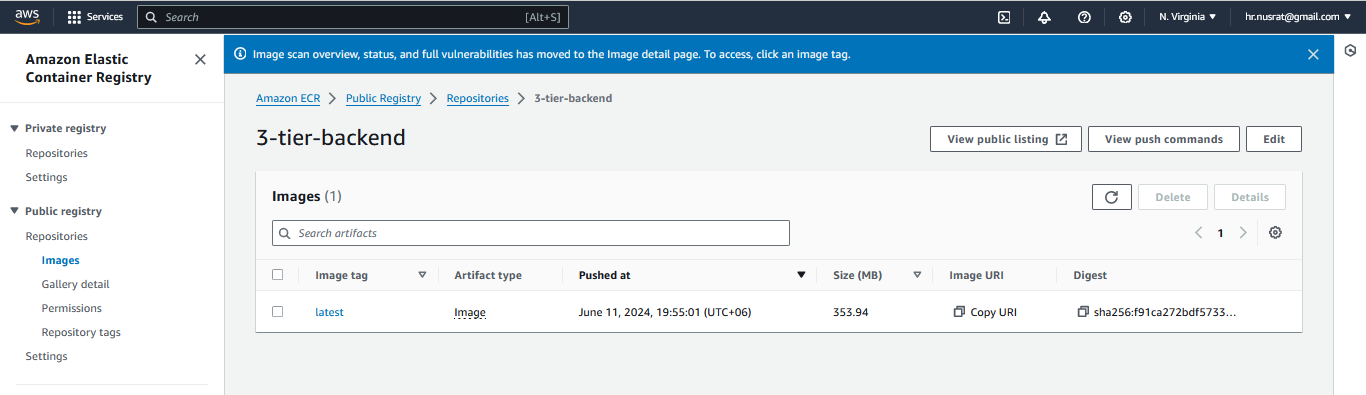 aws Services Search [Alt+S] N. Virginia hr.nusrat@gmail.com
Amazon Elastic
Container Registry
Private registry
Repositories
Settings
Public registry
Repositories
Images
Gallery detail
Permissions
Repository tags
Settings
Image scan overview, status, and full vulnerabilities has moved to the Image detail page. To access, click an image tag.
Amazon ECR Public Registry Repositories 3-tier-backend
3-tier-backend View public listing View push commands Edit
Images (1) Delete Details
Search artifacts 1
Image tag Artifact type Pushed at Size (MB) Image URI Digest
latest Image June 11, 2024, 19:55:01 (UTC+06) 353.94 Copy URI sha256:f91ca272bdf5733...